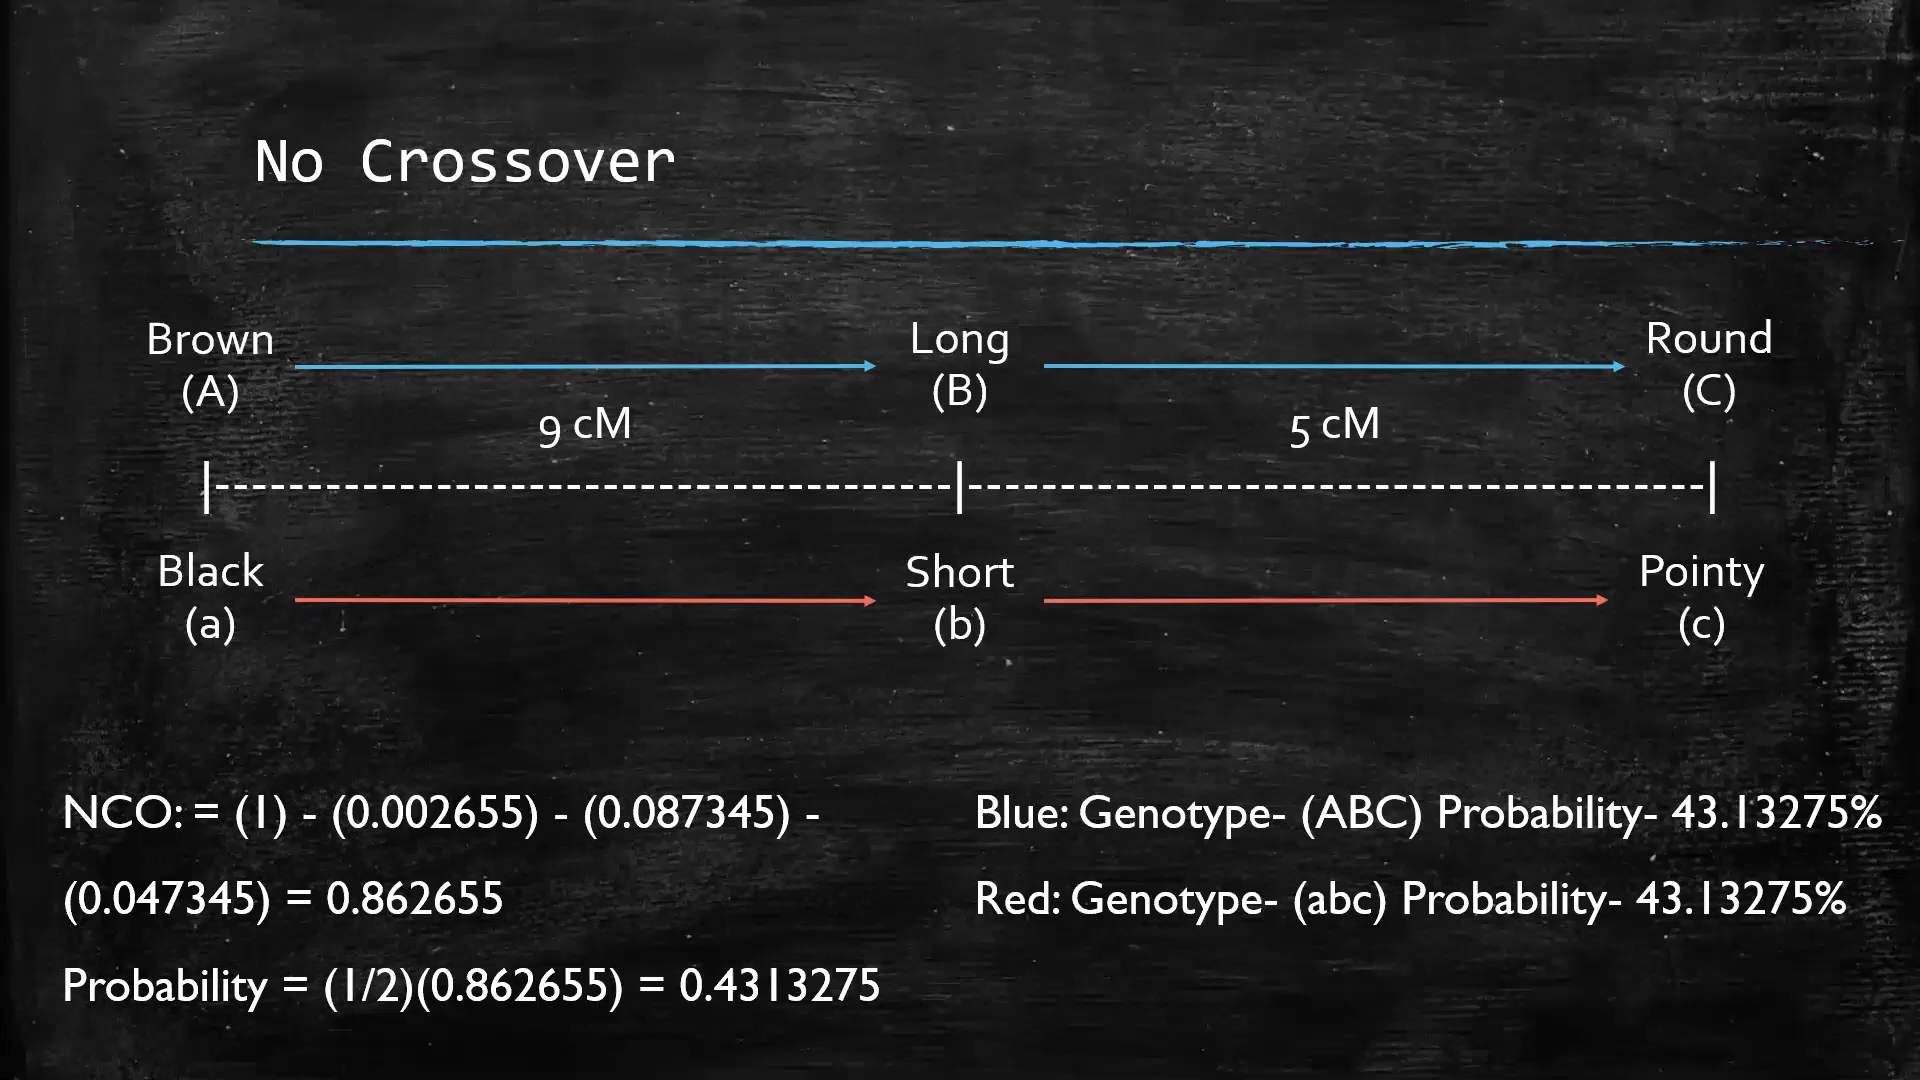 No Crossover
Brown
(A)
Long
(B)
Round
(C)
9 cM
5 cM
Black
(a)
Short
(b)
Pointy
(c)
NCO: = (1) - (0.002655) - (0.087345) -
(0.047345) = 0.862655
Probability = (1/2)(0.862655) = 0.4313275
Blue: Genotype- (ABC) Probability- 43.13275%
Red: Genotype- (abc) Probability- 43.13275%